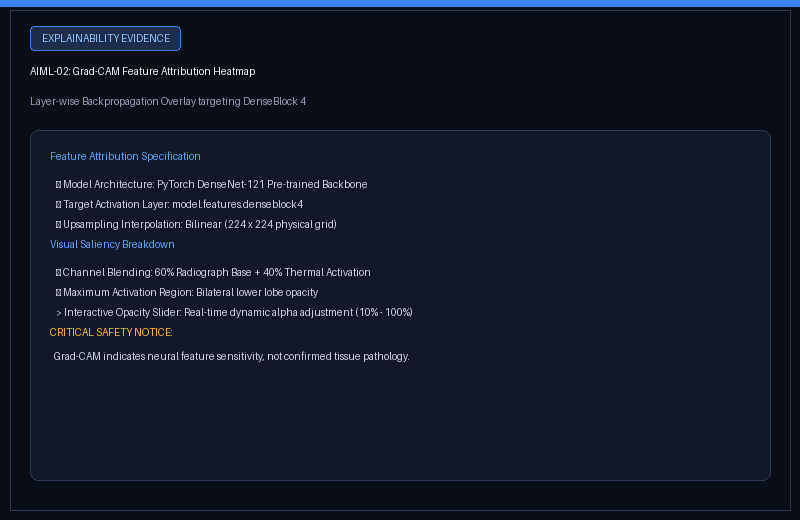 EXPLAINABILITY EVIDENCE
AIML-02: Grad-CAM Feature Attribution Heatmap
Layer-wise Backpropagation Overlay targeting DenseBlock 4
Feature Attribution Specification
Model Architecture: PyTorch DenseNet-121 Pre-trained Backbone
Target Activation Layer: model.features.denseblock4
Upsampling Interpolation: Bilinear (224 x 224 physical grid)
Visual Saliency Breakdown
Channel Blending: 60% Radiograph Base + 40% Thermal Activation
Maximum Activation Region: Bilateral lower lobe opacity
> Interactive Opacity Slider: Real-time dynamic alpha adjustment (10% - 100%)
CRITICAL SAFETY NOTICE:
Grad-CAM indicates neural feature sensitivity, not confirmed tissue pathology.